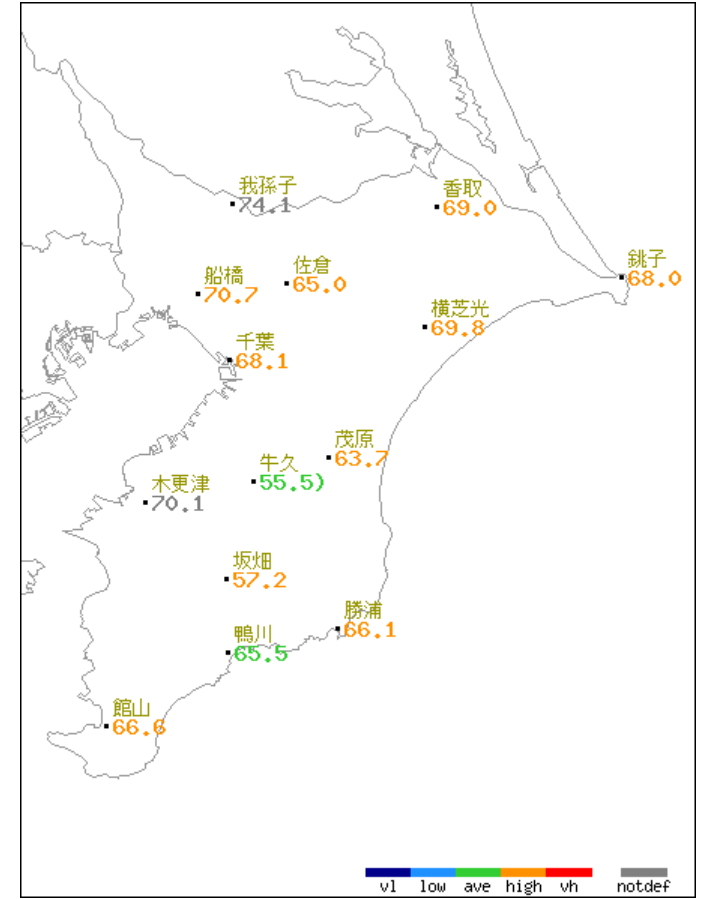 我孫子
74.1
香取
69.0
銚子
68.0
佐倉
65.0
船橋
70.7
横芝光
69.8
千葉
68.1
茂原
63.7
牛久
55.5)
木更津
70.1
坂畑
57.2
勝浦
66.1
鴨川
65.5
館山
66.6
vl low ave high vh notdef